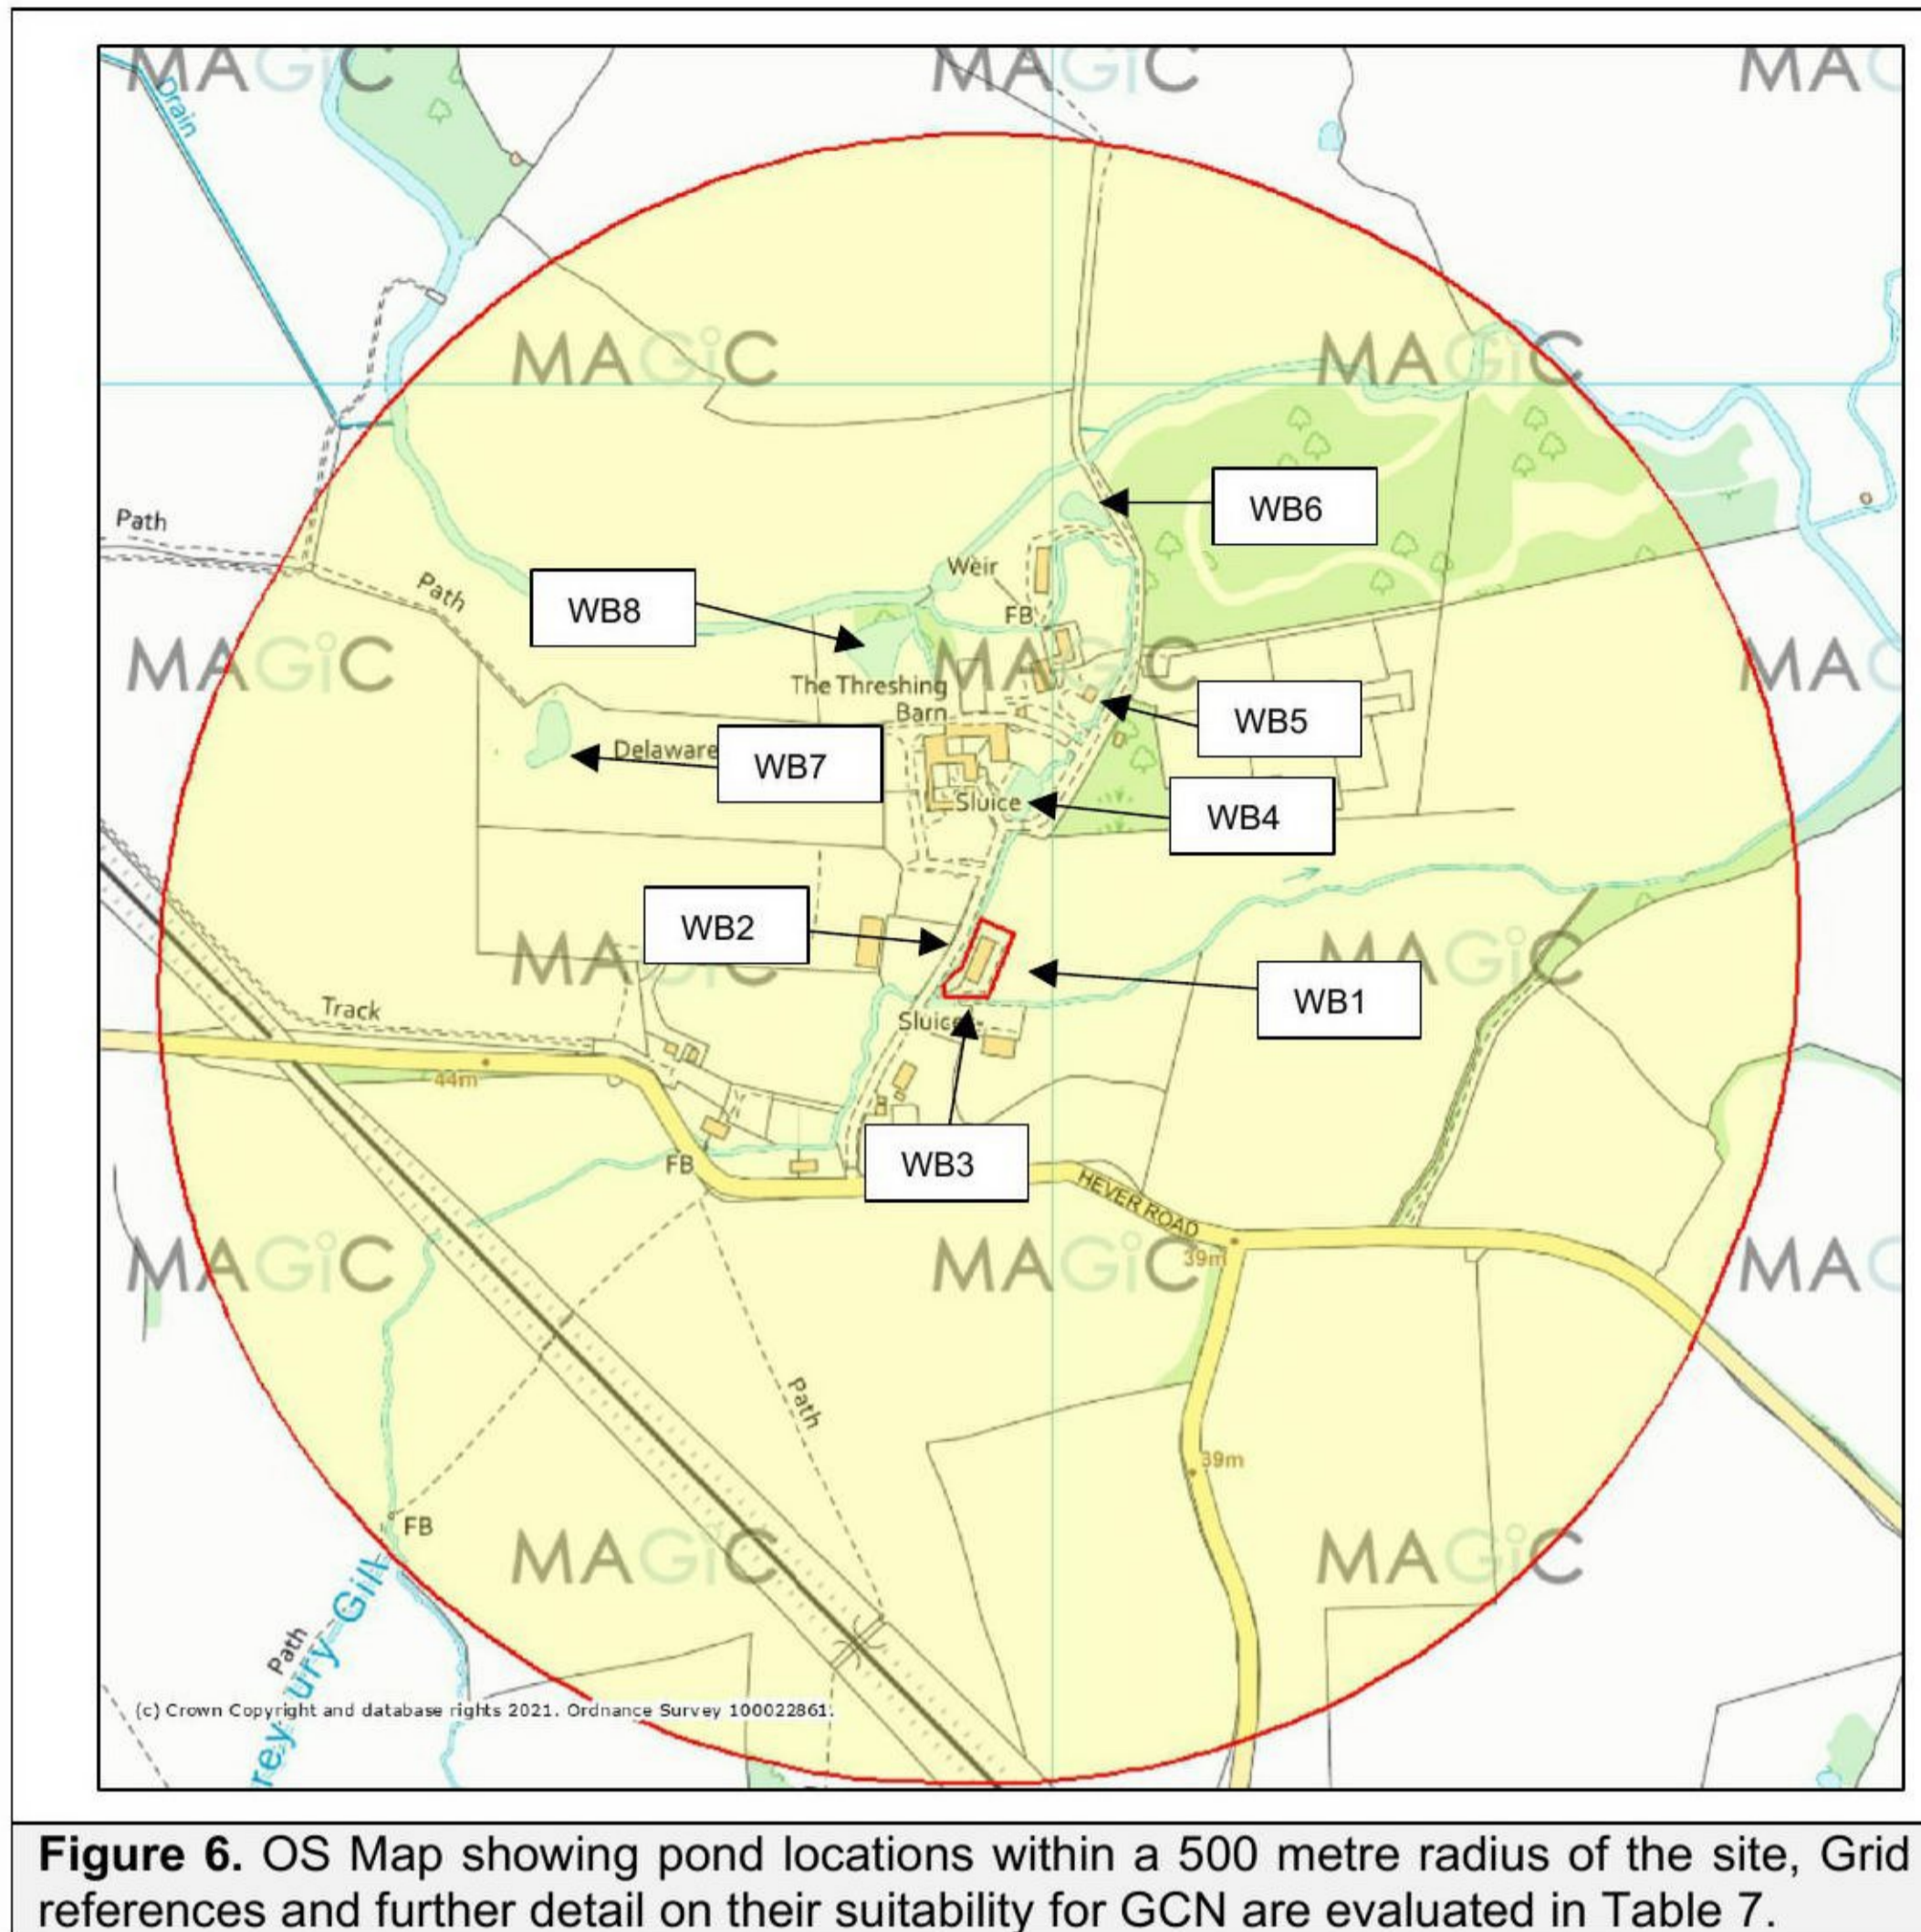 MAGiC MAGiC MAG
Drain
MAGiC MAGiC
WB6
Path
Weir
Path
WB8
FB
MAGiC MAGiC MAG
The Threshing
Barn
WB5
Delaware
WB7
Sluice
WB4
WB2
MAGiC MAGiC
WB1
Track
Sluice
44m
WB3
FB
HEVER ROAD
39m
MAGiC MAGiC MAG
Path
39m
FB
MAGiC MAGiC
Path
(c) Crown Copyright and database rights 2021. Ordnance Survey 100022861.
Figure 6. OS Map showing pond locations within a 500 metre radius of the site, Grid
references and further detail on their suitability for GCN are evaluated in Table 7.